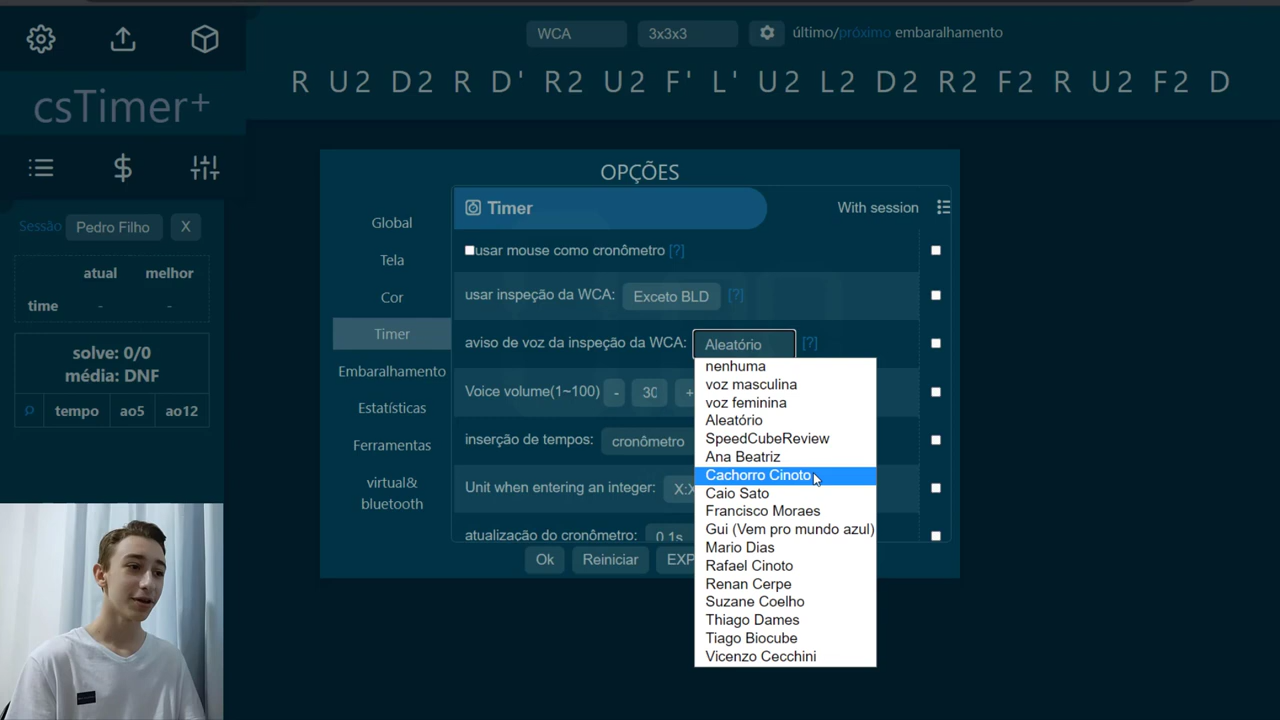 WCA
3x3x3
último/próximo embaralhamento
R U2 D2 R D' R2 U2 F' L' U2 L2 D2 R2 F2 R U2 F2 D
csTimer+
Sessão
Pedro Filho
X
atual melhor
time - -
solve: 0/0
média: DNF
tempo ao5 ao12
OPÇÕES
Global
Tela
Cor
Timer
Embaralhamento
Estatísticas
Ferramentas
virtual&
bluetooth
Timer
With session
usar mouse como cronômetro [?]
usar inspeção da WCA: Exceto BLD [?]
aviso de voz da inspeção da WCA: Aleatório [?]
nenhuma
voz masculina
voz feminina
Aleatório
SpeedCubeReview
Ana Beatriz
Cachorro Cinoto
Caio Sato
Francisco Moraes
Gui (Vem pro mundo azul)
Mario Dias
Rafael Cinoto
Renan Cerpe
Suzane Coelho
Thiago Dames
Tiago Biocube
Vicenzo Cecchini
Voice volume(1~100) - 30 +
inserção de tempos: cronômetro
Unit when entering an integer: X:X
atualização do cronômetro: 0.1s
Ok
Reiniciar
EXP